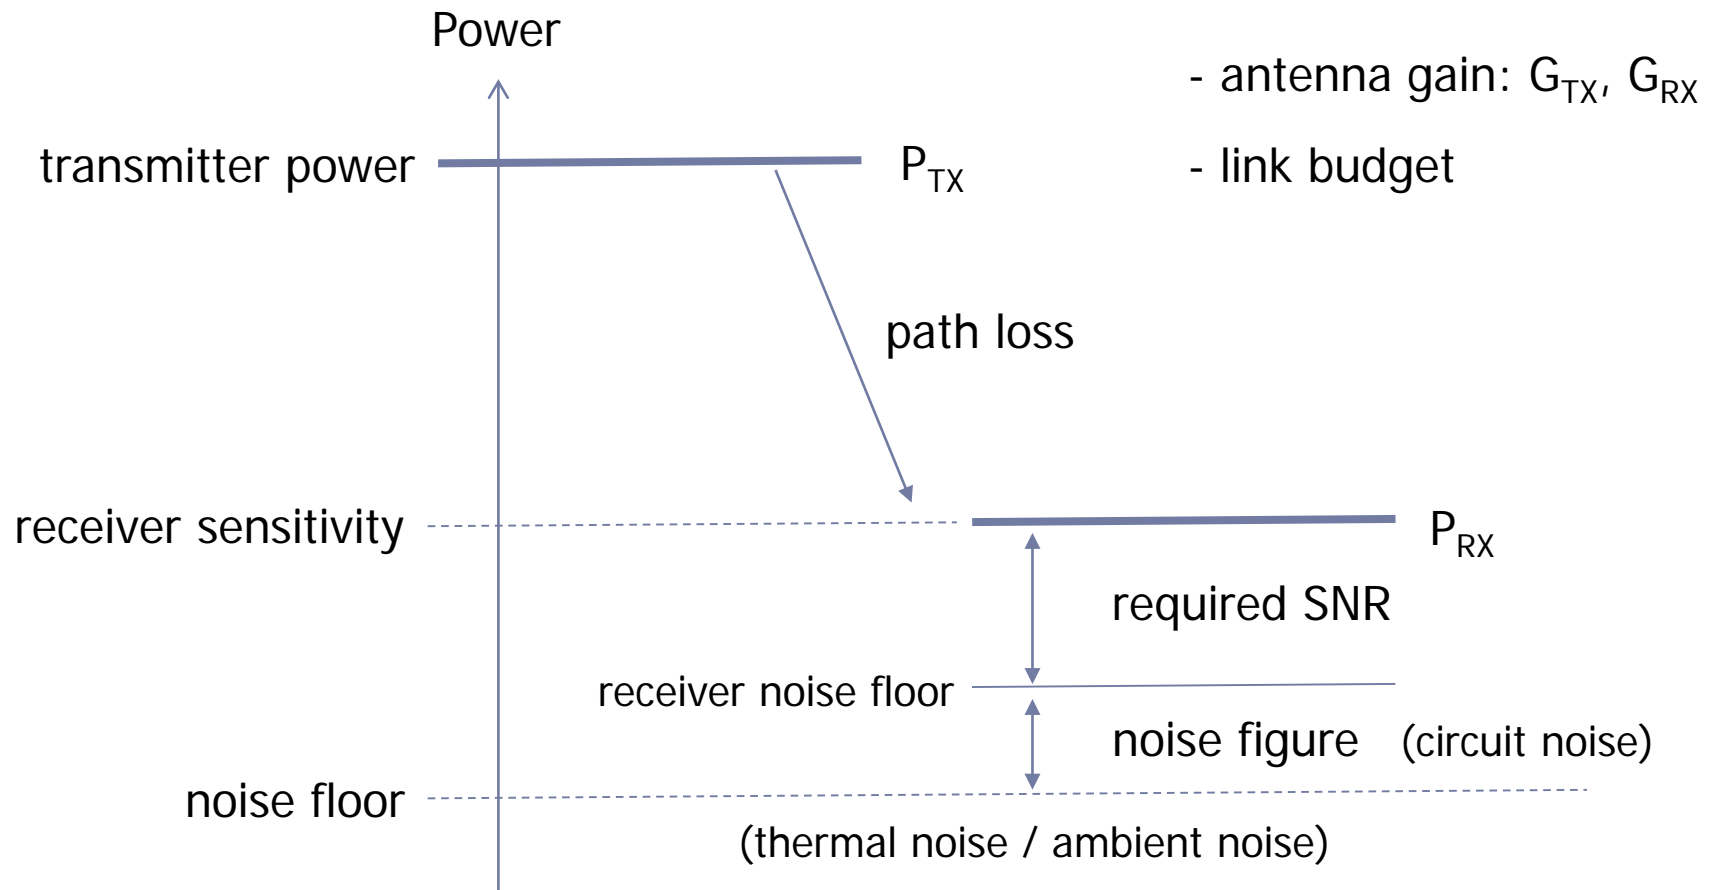 Power
- antenna gain: G_TX, G_RX
transmitter power
P_TX
- link budget
path loss
receiver sensitivity
P_RX
required SNR
receiver noise floor
noise figure (circuit noise)
noise floor
(thermal noise / ambient noise)